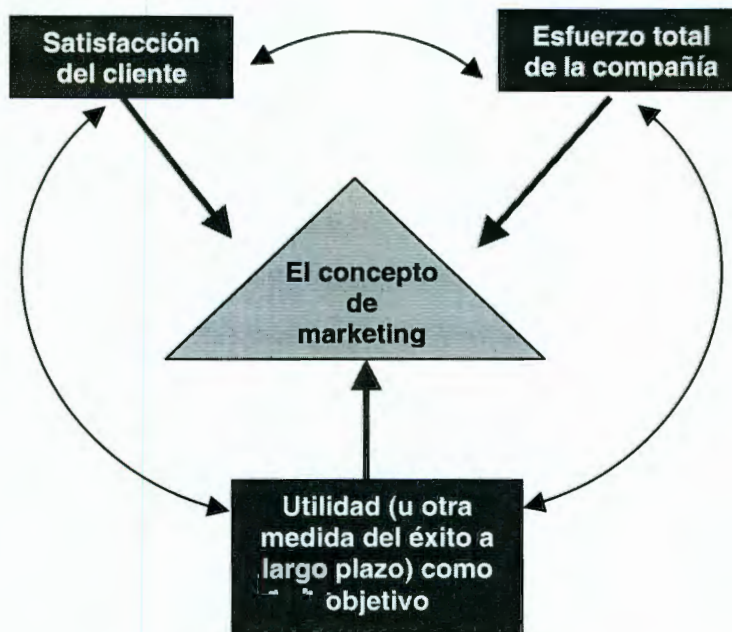 Satisfacción
del cliente
Esfuerzo total
de la compañía
El concepto
de
marketing
Utilidad (u otra
medida del éxito a
largo plazo) como
objetivo